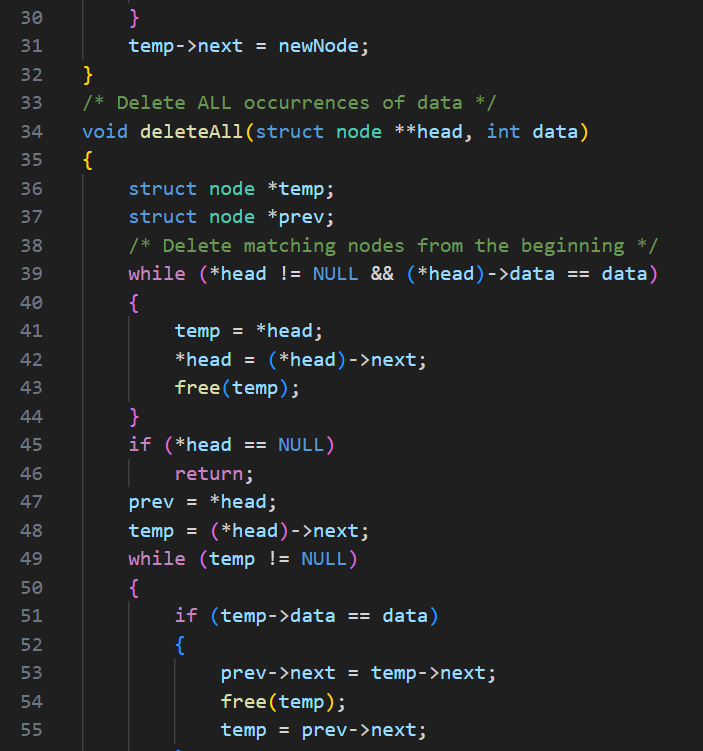 30 }
31 temp->next = newNode;
32 }
33 /* Delete ALL occurrences of data */
34 void deleteAll(struct node **head, int data)
35 {
36 struct node *temp;
37 struct node *prev;
38 /* Delete matching nodes from the beginning */
39 while (*head != NULL && (*head)->data == data)
40 {
41 temp = *head;
42 *head = (*head)->next;
43 free(temp);
44 }
45 if (*head == NULL)
46 return;
47 prev = *head;
48 temp = (*head)->next;
49 while (temp != NULL)
50 {
51 if (temp->data == data)
52 {
53 prev->next = temp->next;
54 free(temp);
55 temp = prev->next;